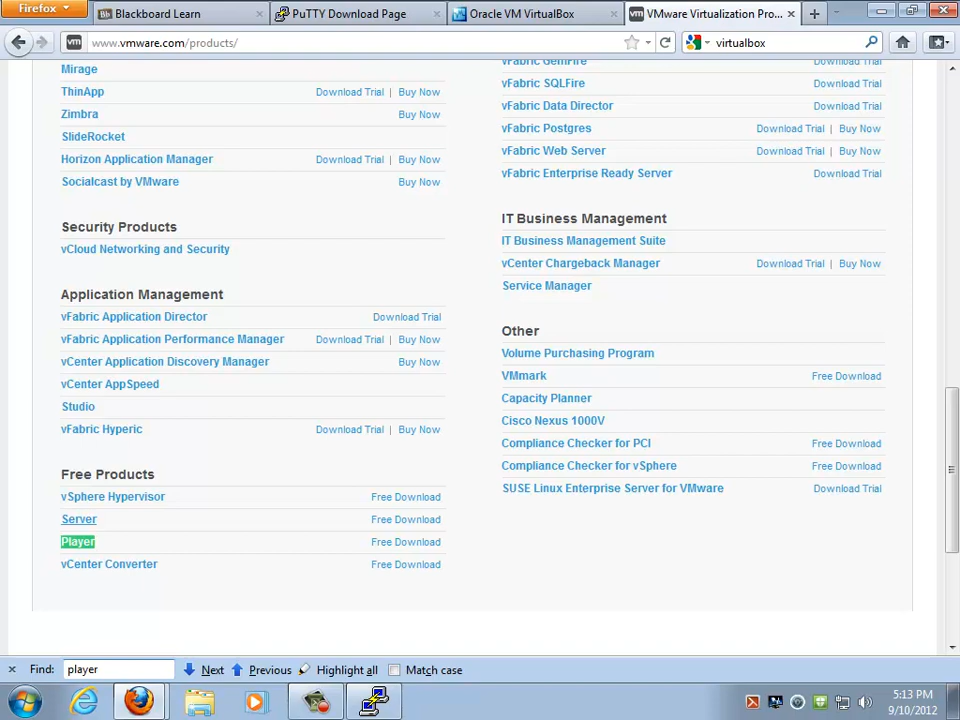 Firefox
Blackboard Learn
PuTTY Download Page
Oracle VM VirtualBox
VMware Virtualization Pro...
www.vmware.com/products/
virtualbox
Mirage
ThinApp Download Trial | Buy Now
Zimbra Buy Now
SlideRocket
Horizon Application Manager Download Trial | Buy Now
Socialcast by VMware Buy Now
Security Products
vCloud Networking and Security
Application Management
vFabric Application Director Download Trial
vFabric Application Performance Manager Download Trial | Buy Now
vCenter Application Discovery Manager Buy Now
vCenter AppSpeed
Studio
vFabric Hyperic Download Trial | Buy Now
Free Products
vSphere Hypervisor Free Download
Server Free Download
Player Free Download
vCenter Converter Free Download
vFabric GemFire Download Trial
vFabric SQLFire Download Trial
vFabric Data Director Download Trial
vFabric Postgres Download Trial | Buy Now
vFabric Web Server Download Trial | Buy Now
vFabric Enterprise Ready Server Download Trial
IT Business Management
IT Business Management Suite
vCenter Chargeback Manager Download Trial | Buy Now
Service Manager
Other
Volume Purchasing Program
VMmark Free Download
Capacity Planner
Cisco Nexus 1000V
Compliance Checker for PCI Free Download
Compliance Checker for vSphere Free Download
SUSE Linux Enterprise Server for VMware Download Trial
Find: player Next Previous Highlight all Match case
5:13 PM
9/10/2012